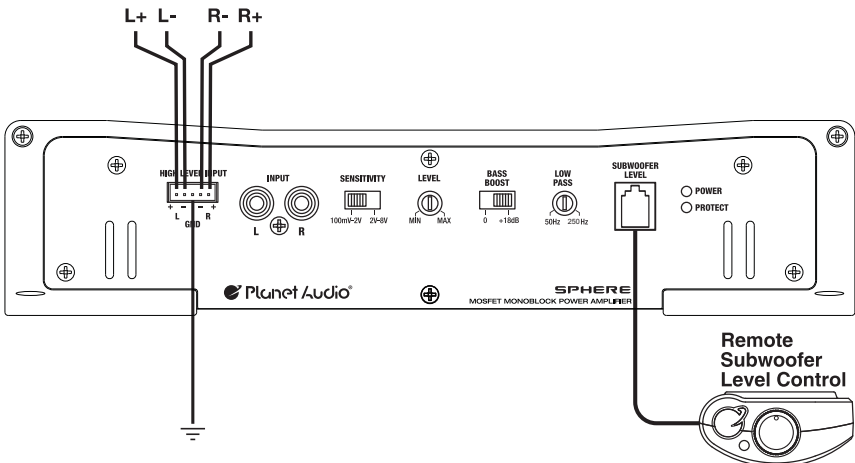 L+ L- R- R+
HIGH LEVEL INPUT
+ - - +
L R
GND
INPUT
L R
SENSITIVITY
100mV-2V 2V-8V
LEVEL
MIN MAX
BASS
BOOST
0 +18dB
LOW
PASS
50Hz 250Hz
SUBWOOFER
LEVEL
POWER
PROTECT
Planet Audio®
SPHERE
MOSFET MONOBLOCK POWER AMPLIFIER
Remote
Subwoofer
Level Control